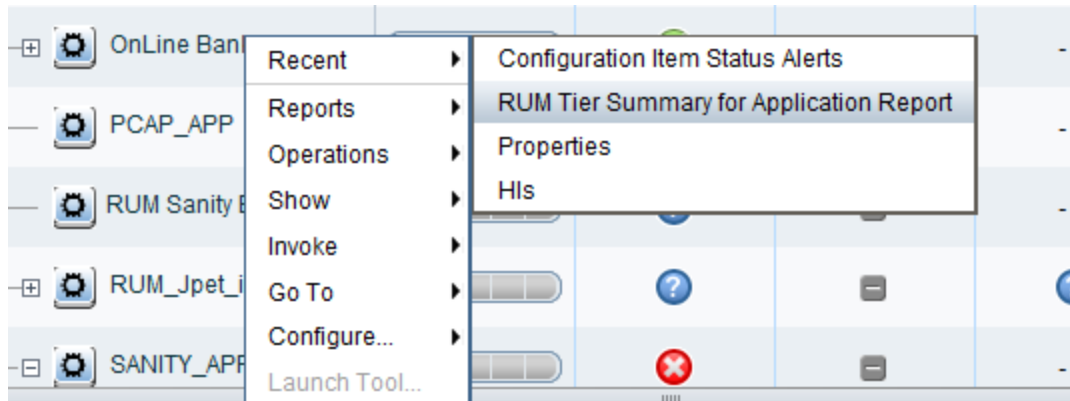 OnLine Ban
PCAP_APP
RUM Sanity
RUM_Jpet_i
SANITY_APP
Recent
Reports
Operations
Show
Invoke
Go To
Configure...
Launch Tool...
Configuration Item Status Alerts
RUM Tier Summary for Application Report
Properties
HIs